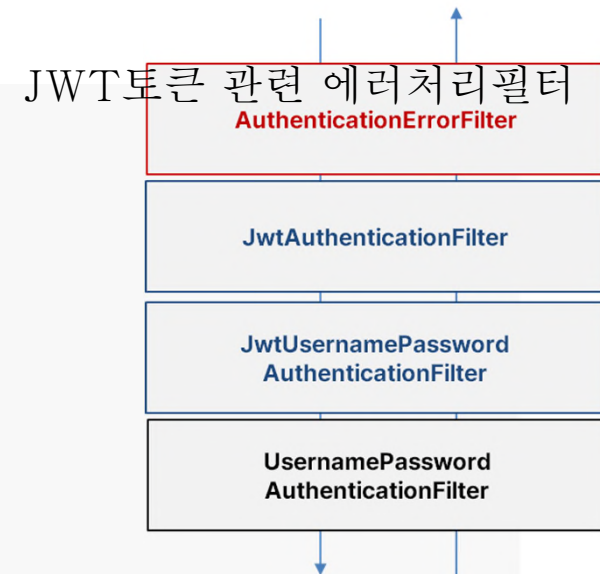 JWT토큰 관련 에러처리필터
AuthenticationErrorFilter
JwtAuthenticationFilter
JwtUsernamePassword
AuthenticationFilter
UsernamePassword
AuthenticationFilter